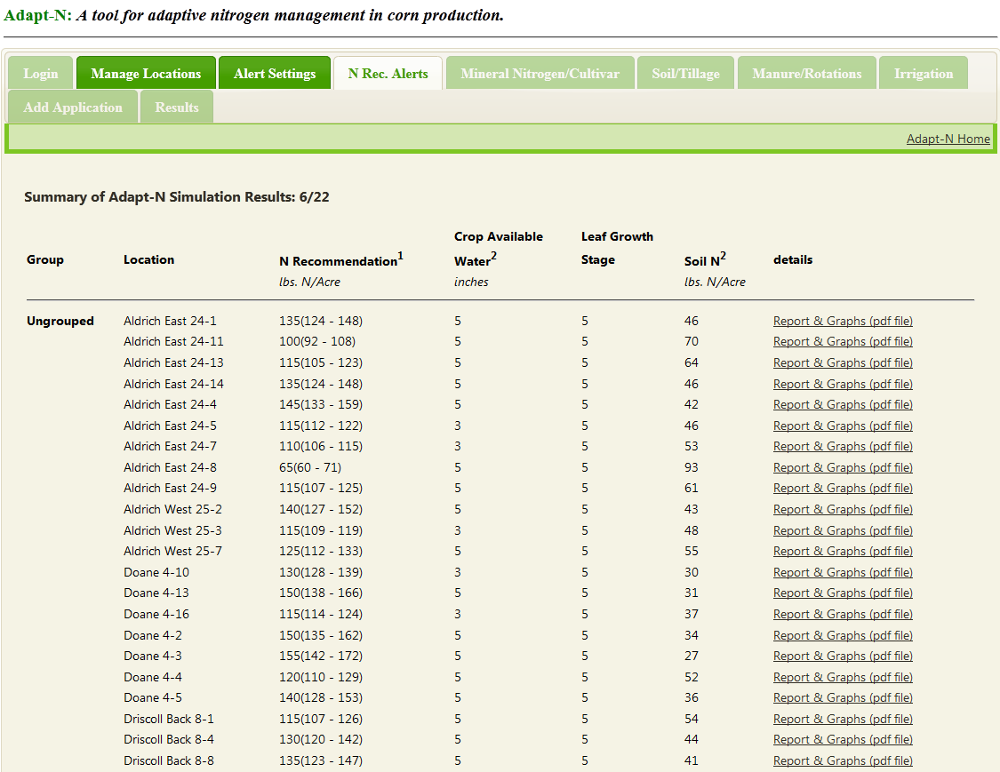 Adapt-N: A tool for adaptive nitrogen management in corn production.
Login Manage Locations Alert Settings N Rec. Alerts Mineral Nitrogen/Cultivar Soil/Tillage Manure/Rotations Irrigation
Add Application Results
Adapt-N Home
Summary of Adapt-N Simulation Results: 6/22
Crop Available Leaf Growth
Group Location N Recommendation1 Water2 Stage Soil N2 details
lbs. N/Acre inches lbs. N/Acre
Ungrouped Aldrich East 24-1 135(124 - 148) 5 5 46 Report & Graphs (pdf file)
Aldrich East 24-11 100(92 - 108) 5 5 70 Report & Graphs (pdf file)
Aldrich East 24-13 115(105 - 123) 5 5 64 Report & Graphs (pdf file)
Aldrich East 24-14 135(124 - 148) 5 5 46 Report & Graphs (pdf file)
Aldrich East 24-4 145(133 - 159) 5 5 42 Report & Graphs (pdf file)
Aldrich East 24-5 115(112 - 122) 3 5 46 Report & Graphs (pdf file)
Aldrich East 24-7 110(106 - 115) 3 5 53 Report & Graphs (pdf file)
Aldrich East 24-8 65(60 - 71) 5 5 93 Report & Graphs (pdf file)
Aldrich East 24-9 115(107 - 125) 5 5 61 Report & Graphs (pdf file)
Aldrich West 25-2 140(127 - 152) 5 5 43 Report & Graphs (pdf file)
Aldrich West 25-3 115(109 - 119) 3 5 48 Report & Graphs (pdf file)
Aldrich West 25-7 125(112 - 133) 5 5 55 Report & Graphs (pdf file)
Doane 4-10 130(128 - 139) 3 5 30 Report & Graphs (pdf file)
Doane 4-13 150(138 - 166) 5 5 31 Report & Graphs (pdf file)
Doane 4-16 115(114 - 124) 3 5 37 Report & Graphs (pdf file)
Doane 4-2 150(135 - 162) 5 5 34 Report & Graphs (pdf file)
Doane 4-3 155(142 - 172) 5 5 27 Report & Graphs (pdf file)
Doane 4-4 120(110 - 129) 5 5 52 Report & Graphs (pdf file)
Doane 4-5 140(128 - 153) 5 5 36 Report & Graphs (pdf file)
Driscoll Back 8-1 115(107 - 126) 5 5 54 Report & Graphs (pdf file)
Driscoll Back 8-4 130(120 - 142) 5 5 44 Report & Graphs (pdf file)
Driscoll Back 8-8 135(123 - 147) 5 5 41 Report & Graphs (pdf file)